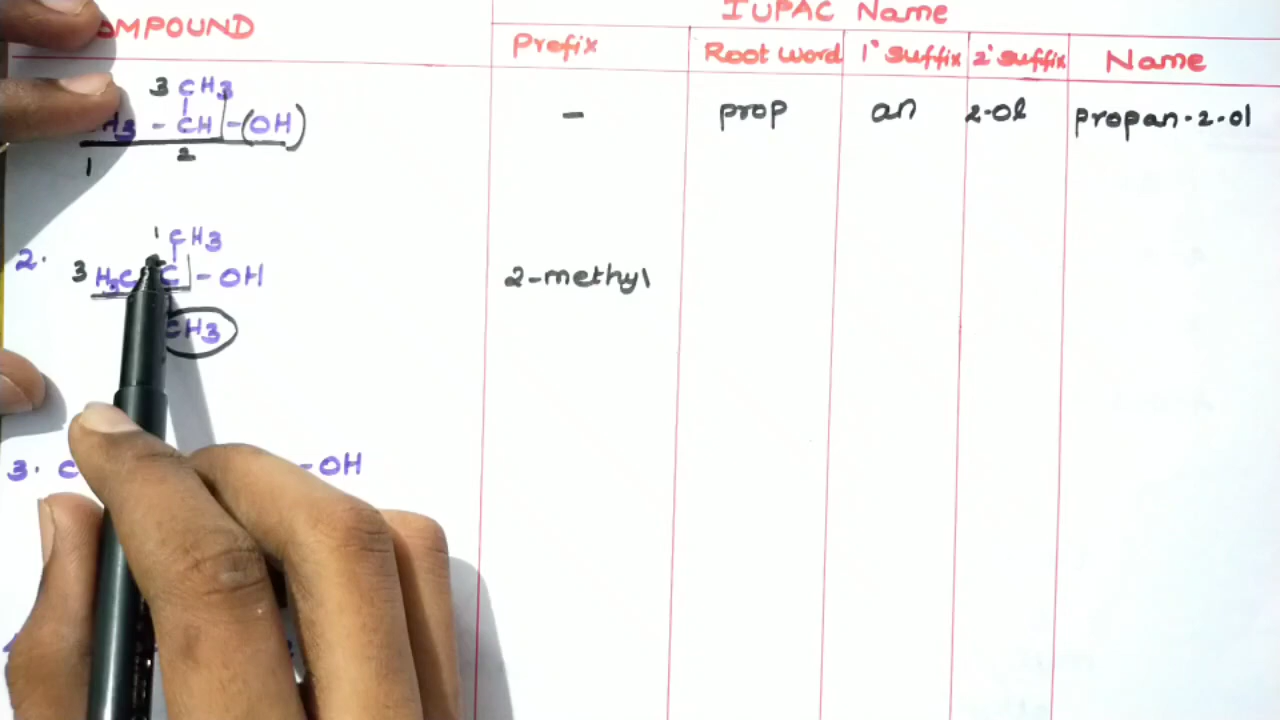 IUPAC Name
Prefix Root word 1° suffix 2° suffix Name
3 CH3
- CH -(OH) - prop an 2-ol propan-2-ol
1 2
1 CH3
2. 3 H3C C - OH 2-methyl
CH3
3. C -OH